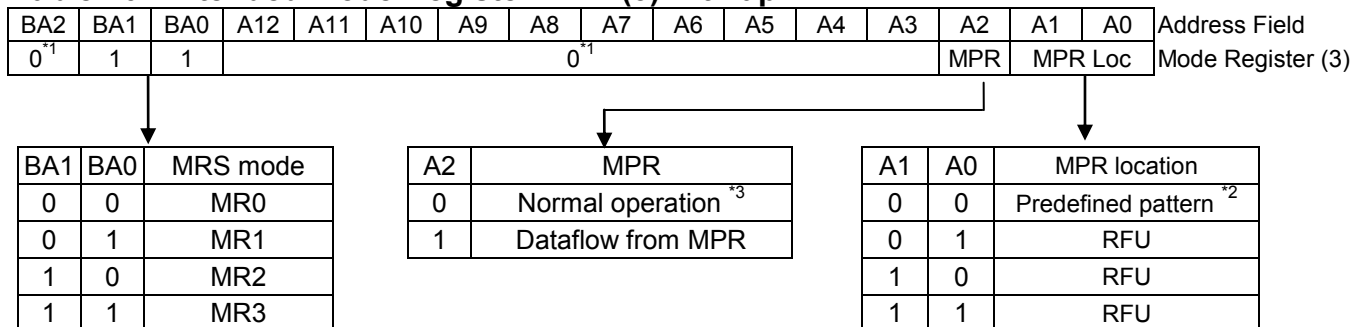 BA2 BA1 BA0 A12 A11 A10 A9 A8 A7 A6 A5 A4 A3 A2 A1 A0 Address Field
0*1 1 1 0*1 MPR MPR Loc Mode Register (3)
BA1 BA0 MRS mode
0 0 MR0
0 1 MR1
1 0 MR2
1 1 MR3
A2 MPR
0 Normal operation *3
1 Dataflow from MPR
A1 A0 MPR location
0 0 Predefined pattern *2
0 1 RFU
1 0 RFU
1 1 RFU